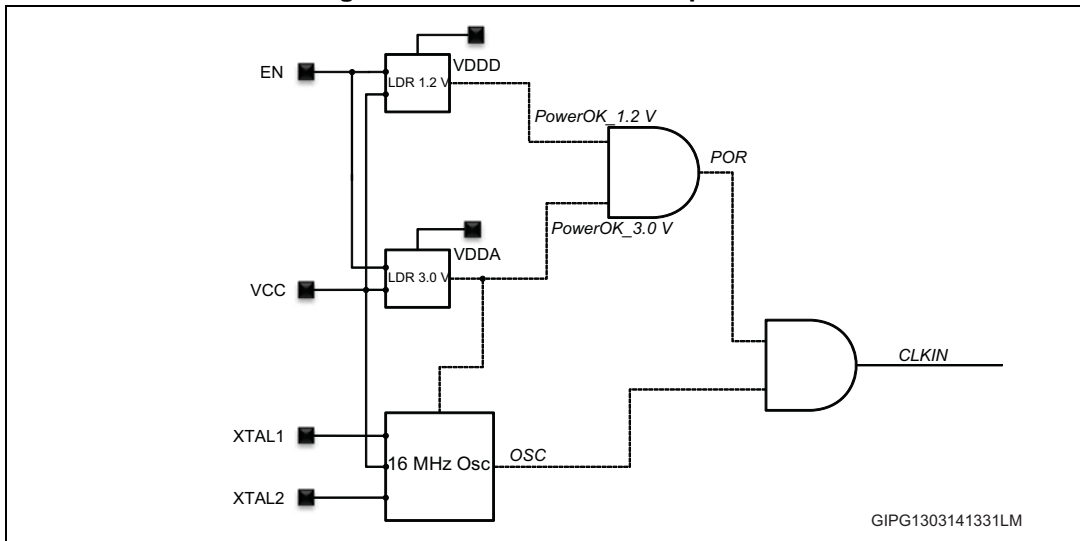 EN
VDDD
LDR 1.2 V
PowerOK_1.2 V
POR
PowerOK_3.0 V
VDDA
LDR 3.0 V
VCC
CLKIN
XTAL1
16 MHz Osc
OSC
XTAL2
GIPG1303141331LM